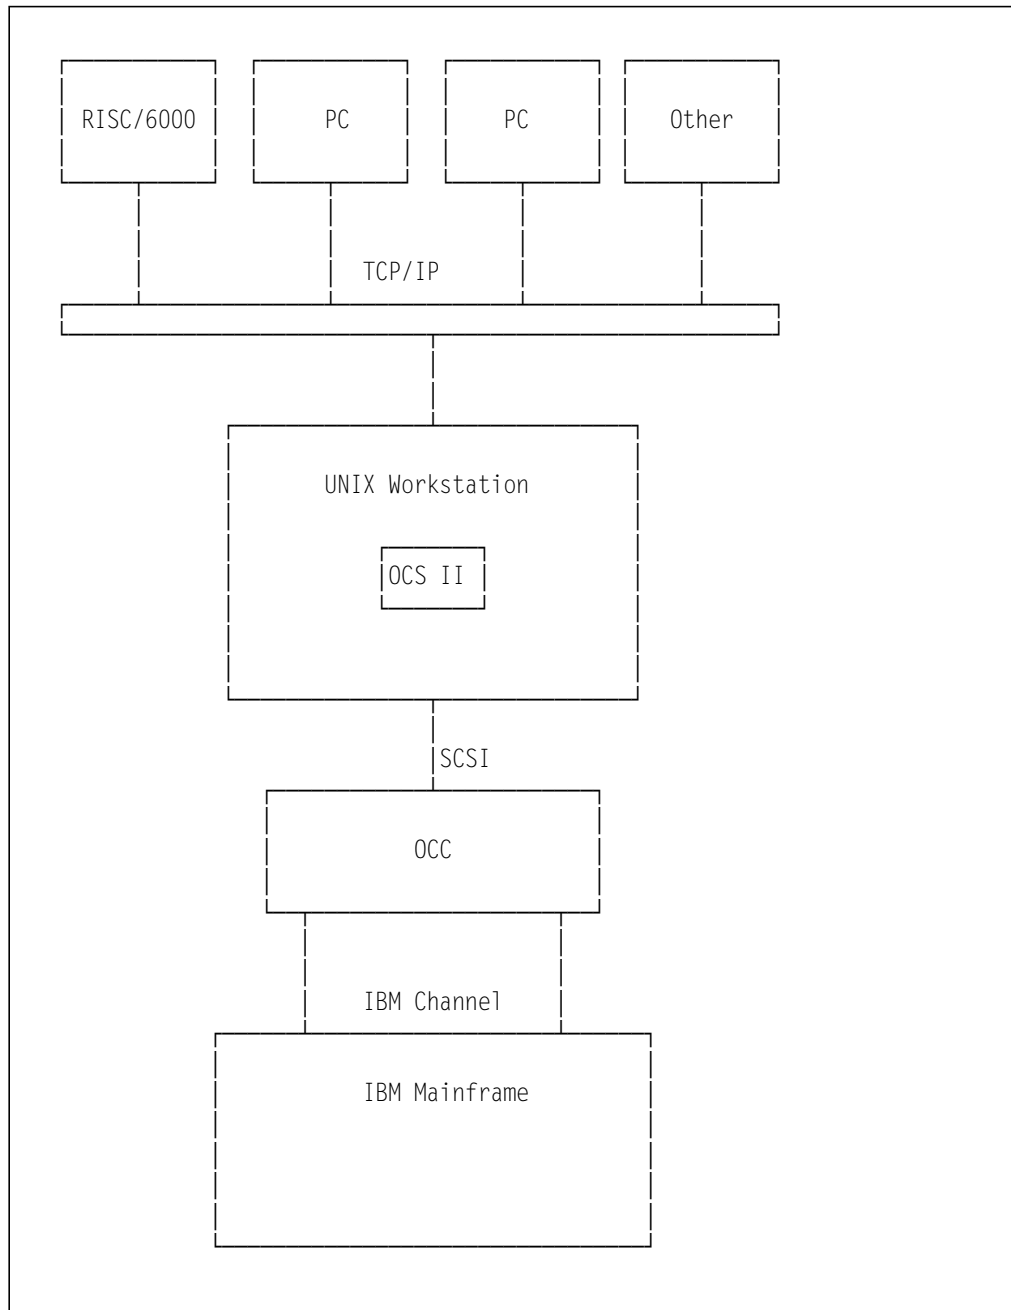 RISC/6000 PC PC Other
TCP/IP
UNIX Workstation
OCS II
SCSI
OCC
IBM Channel
IBM Mainframe